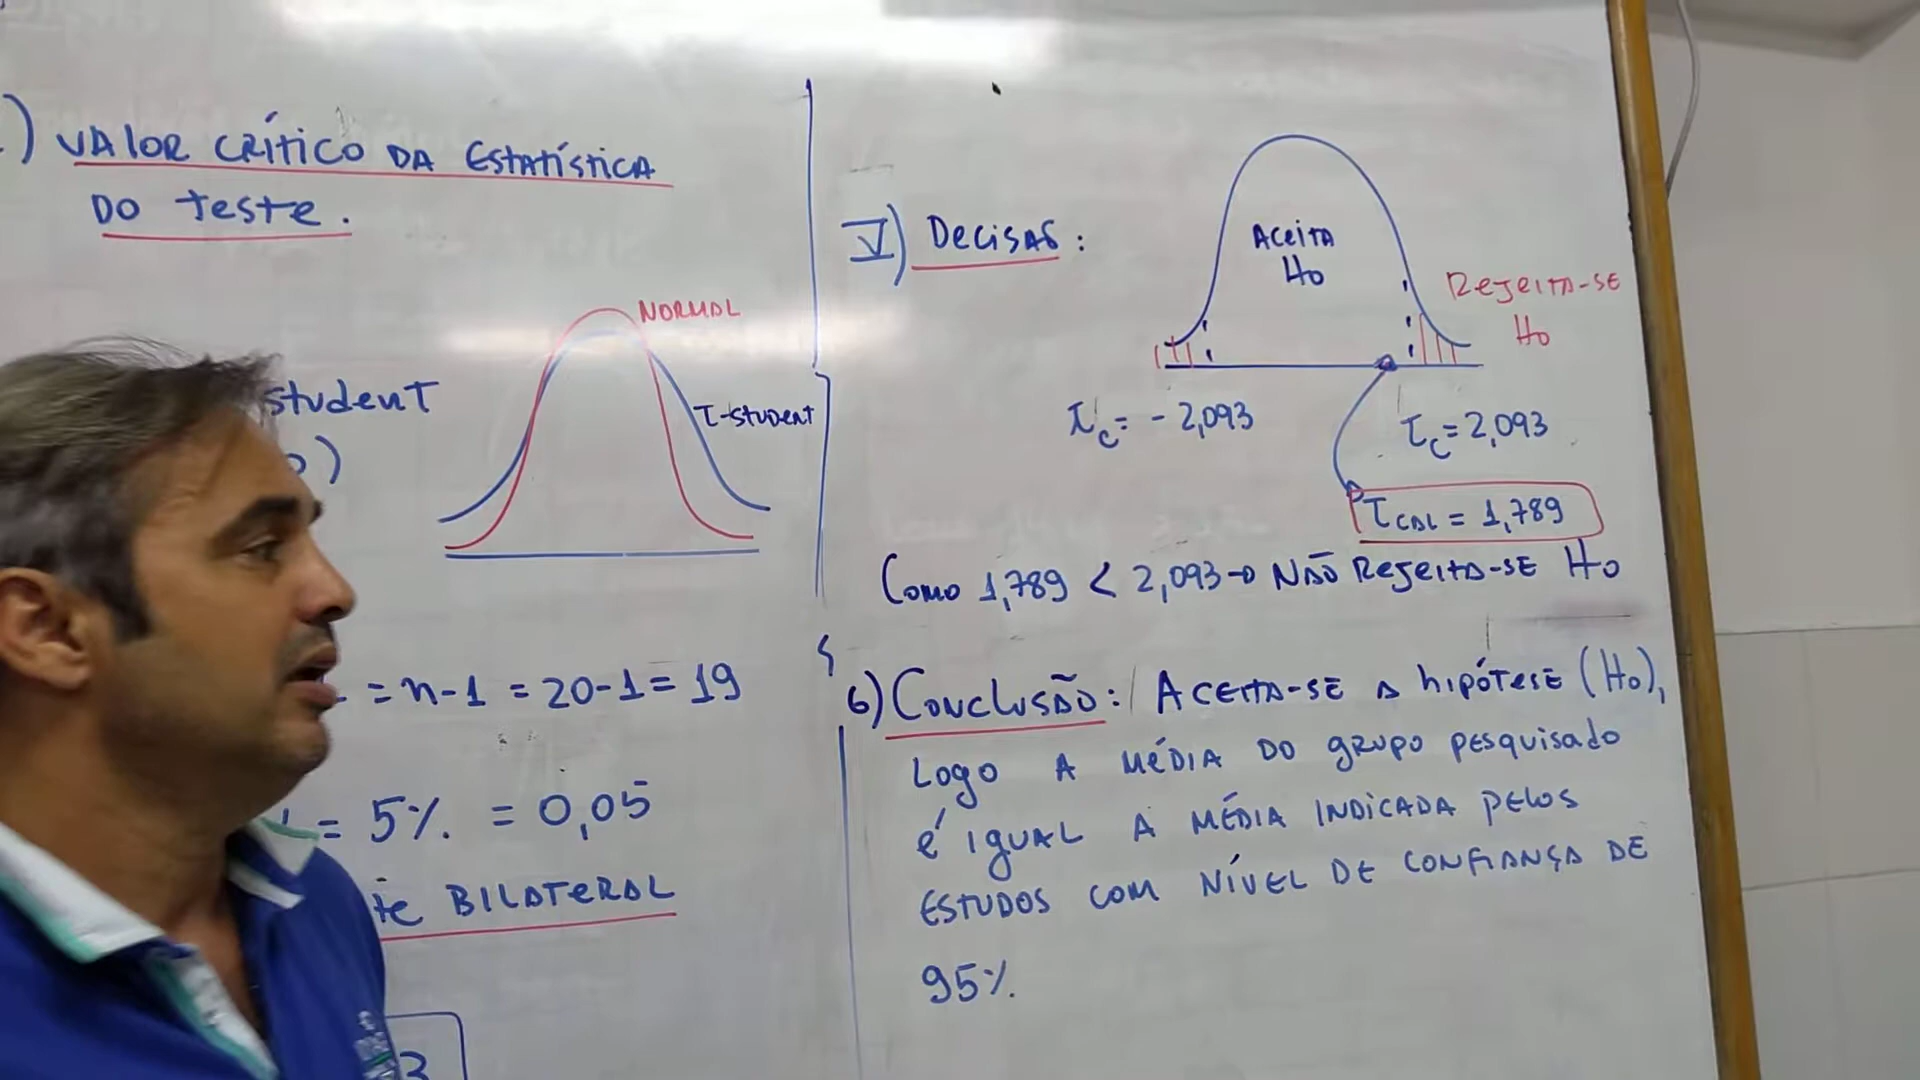 ) VALOR CRÍTICO DA ESTATÍSTICA
DO TESTE.
NORMAL
T-STUDENT
student
)
= n-1 = 20-1 = 19
= 5% = 0,05
te BILATERAL
3
V) Decisão:
Aceita
Ho
Rejeita-se
Ho
Tc = - 2,093
Tc = 2,093
TCAL = 1,789
Como 1,789 < 2,093 → Não Rejeita-se Ho
6) Conclusão: Aceita-se a hipótese (Ho),
Logo a média do grupo pesquisado
é igual a média indicada pelos
estudos com nível de confiança de
95%.